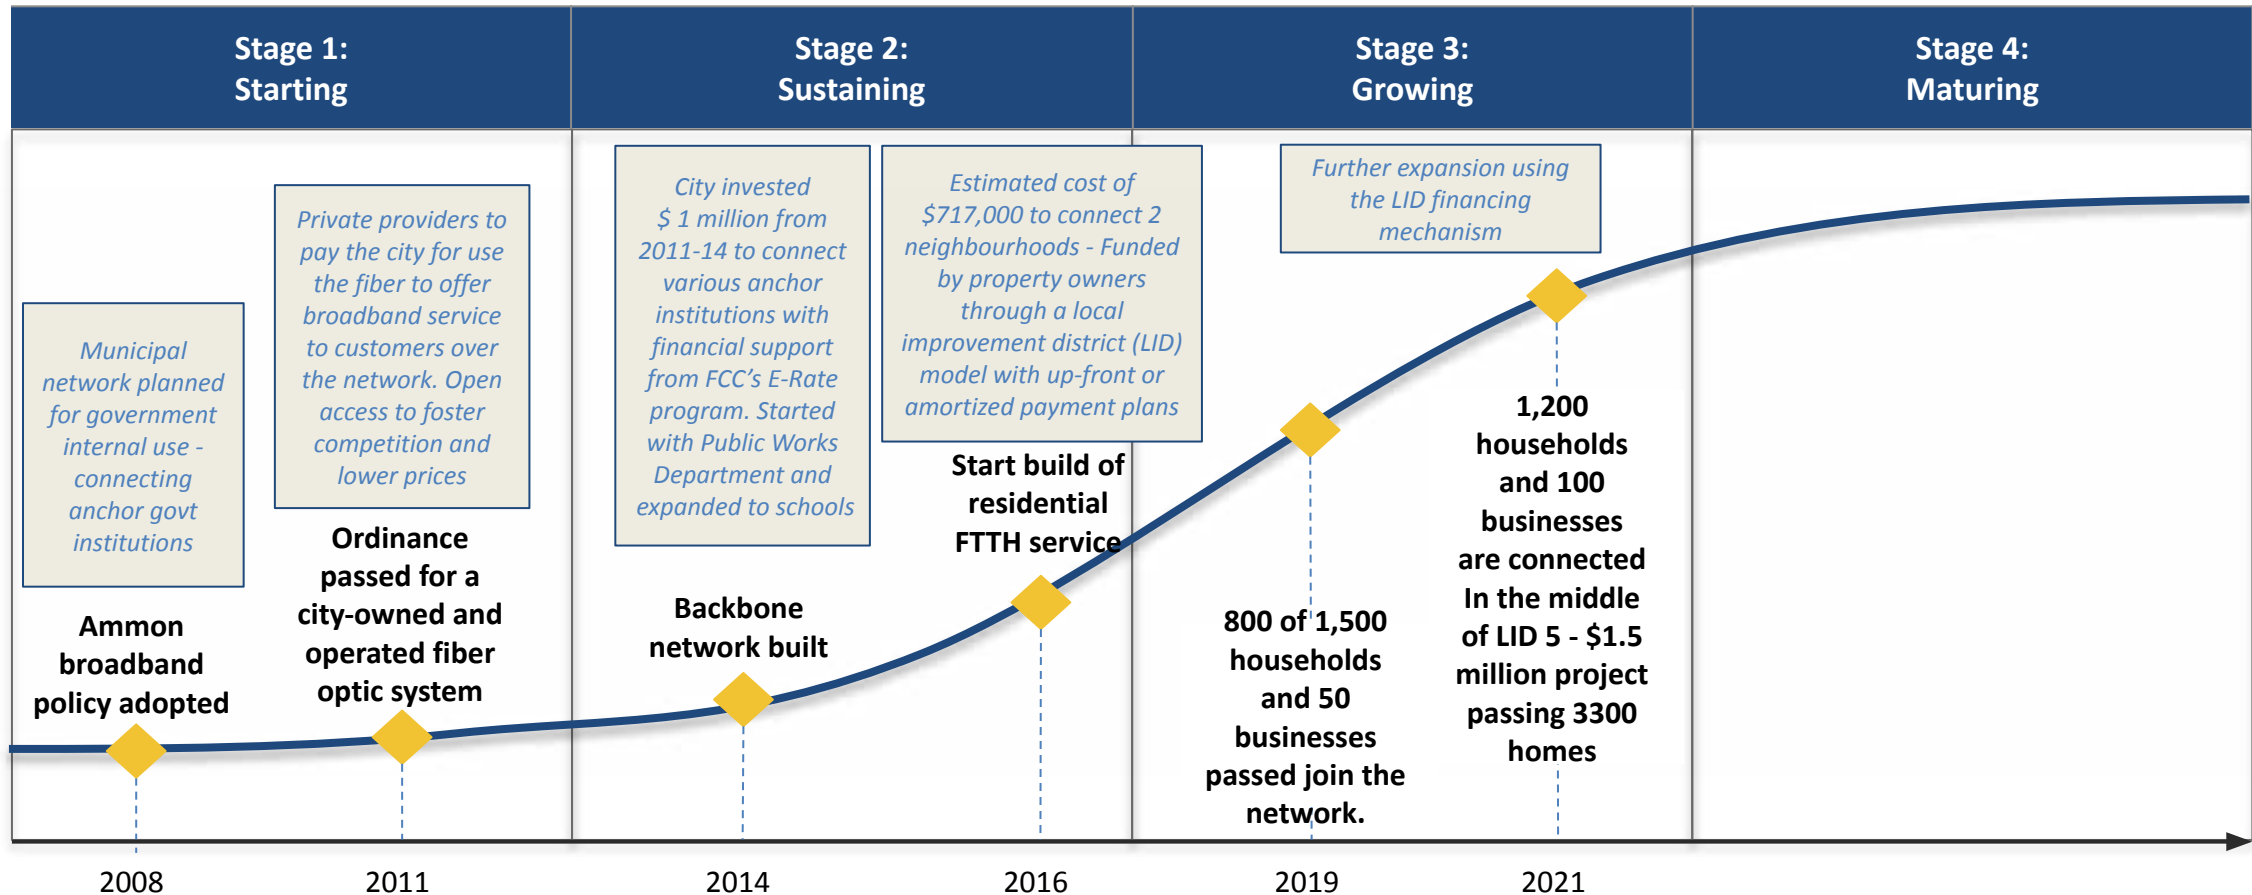 Stage 1:
Starting
Stage 2:
Sustaining
Stage 3:
Growing
Stage 4:
Maturing
Municipal
network planned
for government
internal use -
connecting
anchor govt
institutions
Ammon
broadband
policy adopted
Private providers to
pay the city for use
the fiber to offer
broadband service
to customers over
the network. Open
access to foster
competition and
lower prices
Ordinance
passed for a
city-owned and
operated fiber
optic system
City invested
$ 1 million from
2011-14 to connect
various anchor
institutions with
financial support
from FCC’s E-Rate
program. Started
with Public Works
Department and
expanded to schools
Backbone
network built
Estimated cost of
$717,000 to connect 2
neighbourhoods - Funded
by property owners
through a local
improvement district (LID)
model with up-front or
amortized payment plans
Start build of
residential
FTTH service
Further expansion using
the LID financing
mechanism
800 of 1,500
households
and 50
businesses
passed join the
network.
1,200
households
and 100
businesses
are connected
In the middle
of LID 5 - $1.5
million project
passing 3300
homes
2008
2011
2014
2016
2019
2021